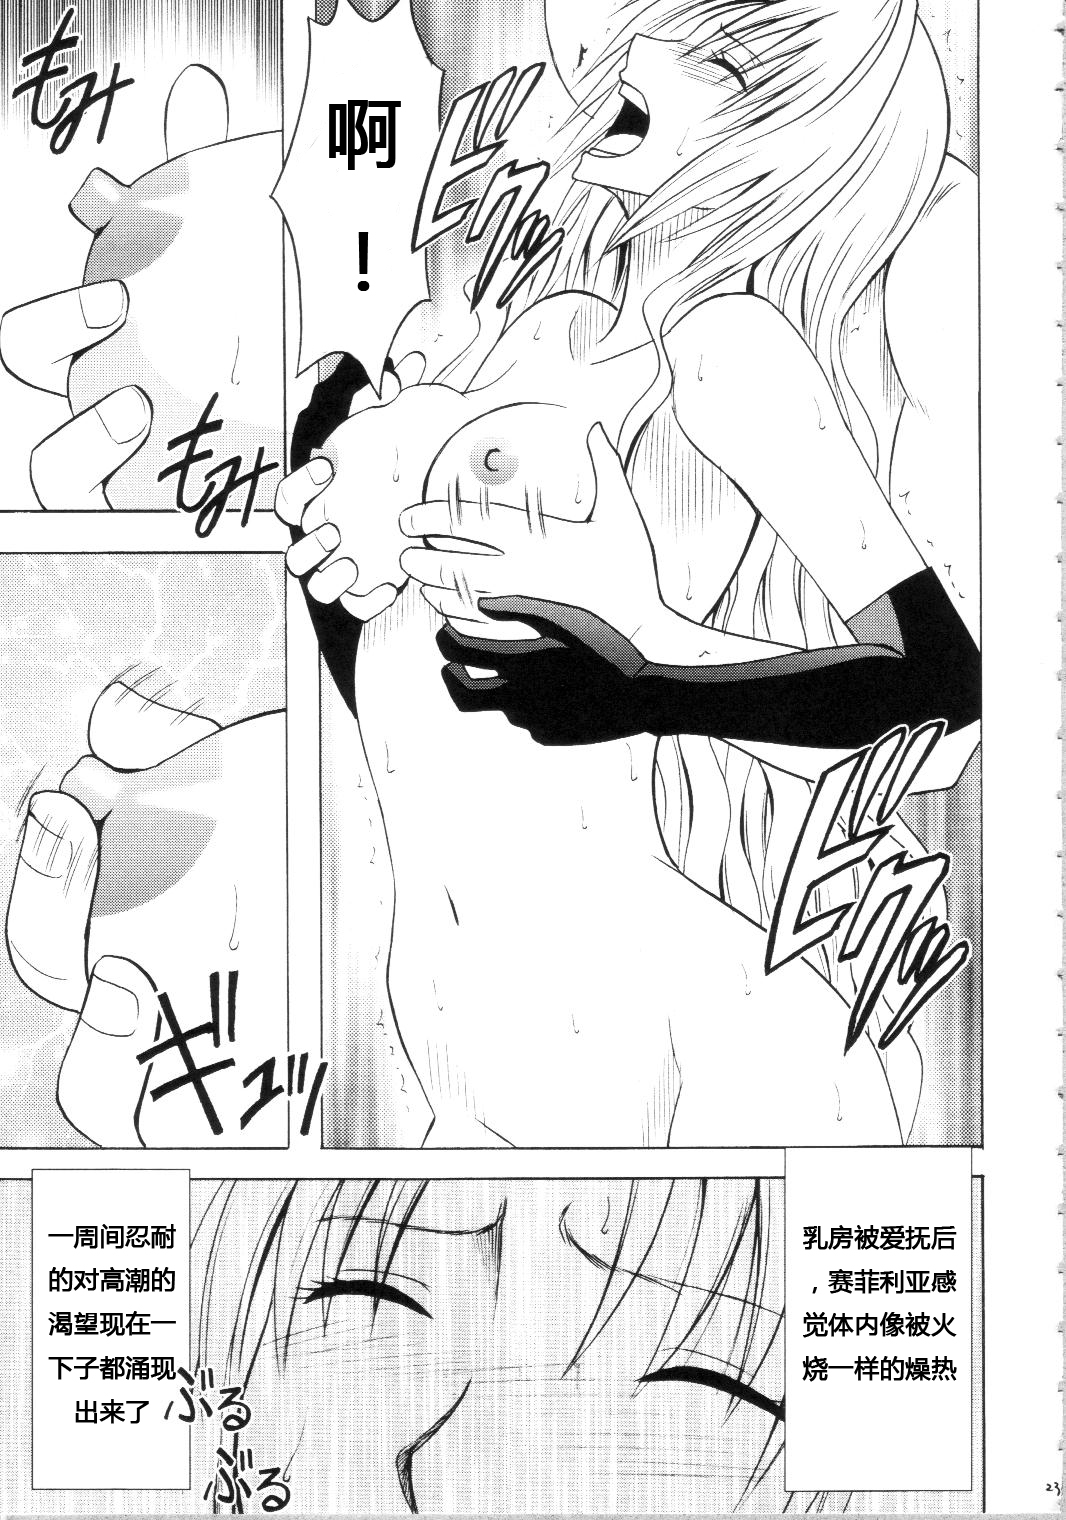 啊
！
ビクッ
ビクッ
もみ
もみ
ギュッ
乳房被爱抚后
，赛菲利亚感
觉体内像被火
烧一样的燥热
一周间忍耐
的对高潮的
渴望现在一
下子都涌现
出来了
ぶる
ぶる
23